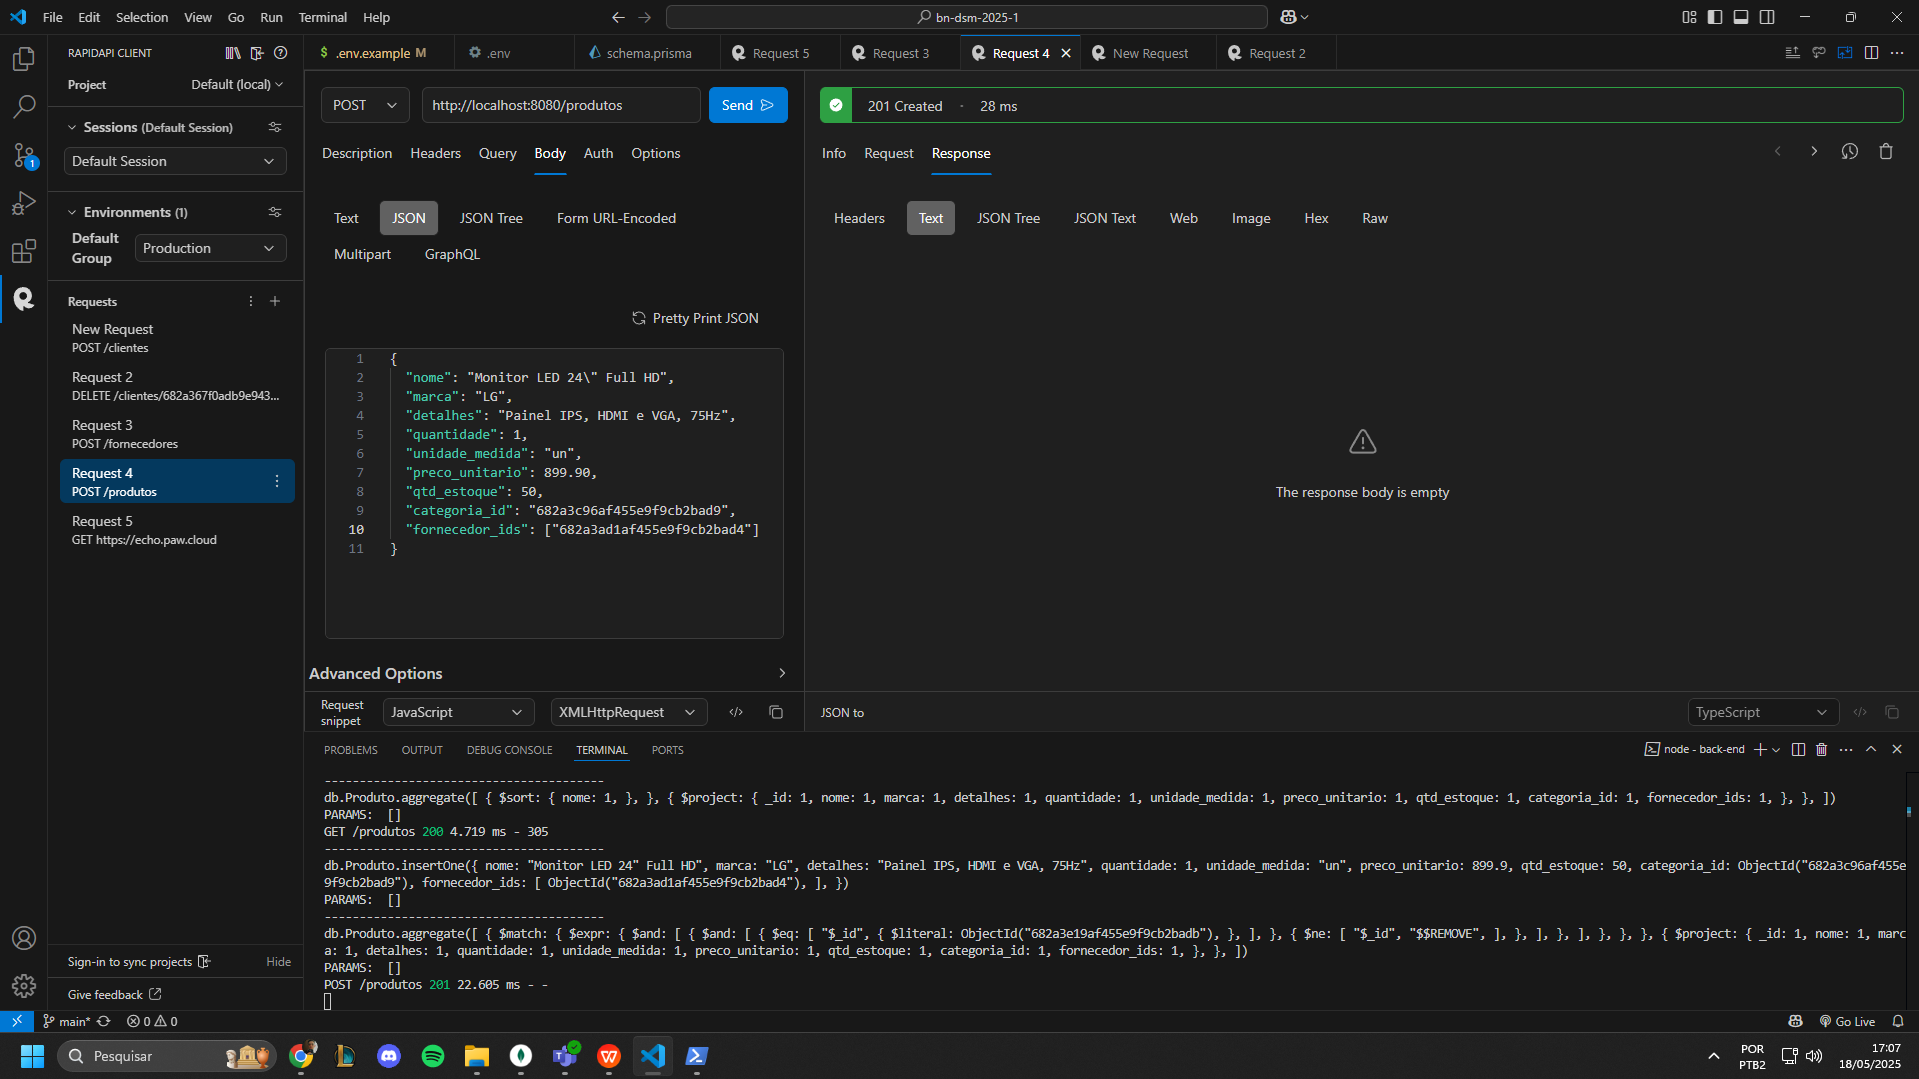 File Edit Selection View Go Run Terminal Help
bn-dsm-2025-1
RAPIDAPI CLIENT
.env.example M
.env
schema.prisma
Request 5
Request 3
Request 4
New Request
Request 2
Project
Default (local)
Sessions (Default Session)
Default Session
Environments (1)
Default Group
Production
Requests
New Request
POST /clientes
Request 2
DELETE /clientes/682a367f0adb9e943...
Request 3
POST /fornecedores
Request 4
POST /produtos
Request 5
GET https://echo.paw.cloud
Sign-in to sync projects
Hide
Give feedback
1
POST
http://localhost:8080/produtos
Send
Description Headers Query Body Auth Options
Text JSON JSON Tree Form URL-Encoded
Multipart GraphQL
Pretty Print JSON
1 {
2 "nome": "Monitor LED 24\" Full HD",
3 "marca": "LG",
4 "detalhes": "Painel IPS, HDMI e VGA, 75Hz",
5 "quantidade": 1,
6 "unidade_medida": "un",
7 "preco_unitario": 899.90,
8 "qtd_estoque": 50,
9 "categoria_id": "682a3c96af455e9f9cb2bad9",
10 "fornecedor_ids": ["682a3ad1af455e9f9cb2bad4"]
11 }
Advanced Options
Request snippet
JavaScript
XMLHttpRequest
201 Created - 28 ms
Info Request Response
Headers Text JSON Tree JSON Text Web Image Hex Raw
The response body is empty
JSON to
TypeScript
PROBLEMS OUTPUT DEBUG CONSOLE TERMINAL PORTS
node - back-end
----------------------------------------
db.Produto.aggregate([ { $sort: { nome: 1, }, }, { $project: { _id: 1, nome: 1, marca: 1, detalhes: 1, quantidade: 1, unidade_medida: 1, preco_unitario: 1, qtd_estoque: 1, categoria_id: 1, fornecedor_ids: 1, }, }, ])
PARAMS: []
GET /produtos 200 4.719 ms - 305
----------------------------------------
db.Produto.insertOne({ nome: "Monitor LED 24" Full HD", marca: "LG", detalhes: "Painel IPS, HDMI e VGA, 75Hz", quantidade: 1, unidade_medida: "un", preco_unitario: 899.9, qtd_estoque: 50, categoria_id: ObjectId("682a3c96af455e
9f9cb2bad9"), fornecedor_ids: [ ObjectId("682a3ad1af455e9f9cb2bad4"), ], })
PARAMS: []
----------------------------------------
db.Produto.aggregate([ { $match: { $expr: { $and: [ { $and: [ { $eq: [ "$_id", { $literal: ObjectId("682a3e19af455e9f9cb2badb"), }, ], }, { $ne: [ "$_id", "$$REMOVE", ], }, ], }, ], }, }, }, { $project: { _id: 1, nome: 1, marc
a: 1, detalhes: 1, quantidade: 1, unidade_medida: 1, preco_unitario: 1, qtd_estoque: 1, categoria_id: 1, fornecedor_ids: 1, }, }, ])
PARAMS: []
POST /produtos 201 22.605 ms - -
main* 0 0
Go Live
Pesquisar
POR
PTB2
17:07
18/05/2025